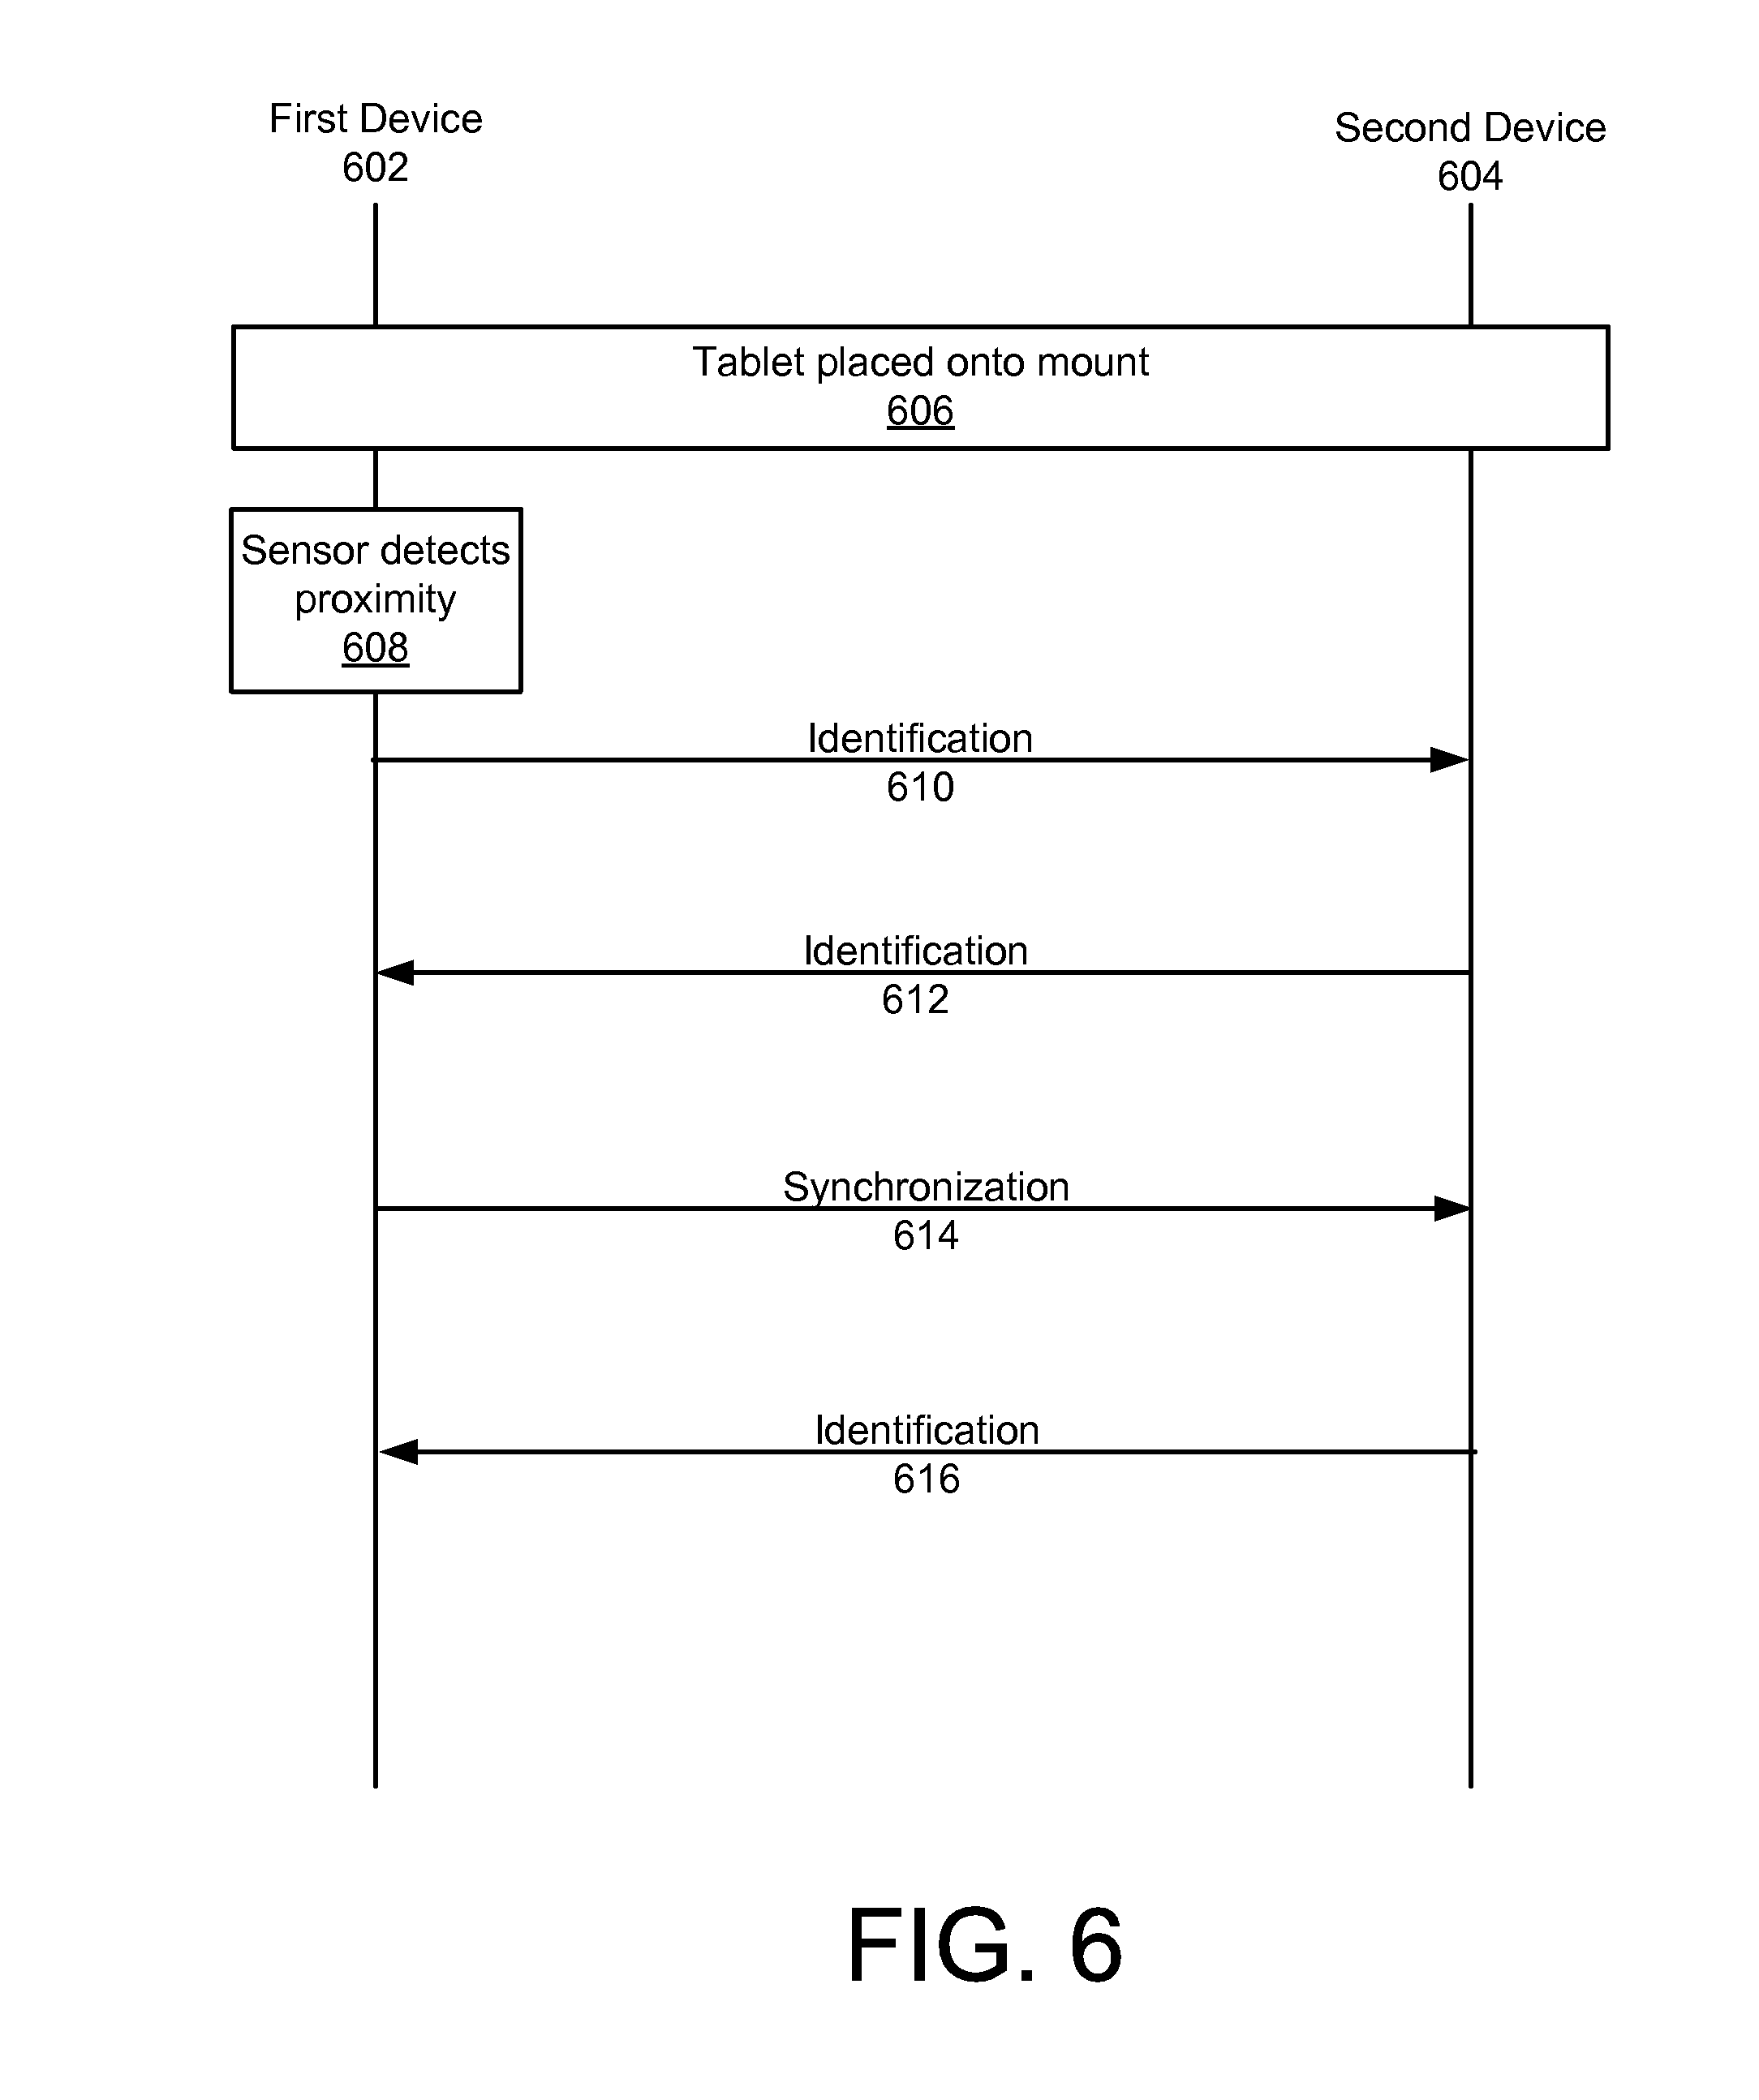 First Device
602
Second Device
604
Tablet placed onto mount
606
Sensor detects
proximity
608
Identification
610
Identification
612
Synchronization
614
Identification
616
FIG. 6